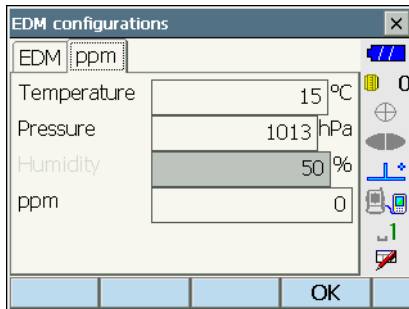 EDM configurations
EDM ppm
Temperature 15 °C
0
Pressure 1013 hPa
Humidity 50 %
ppm 0
1
OK